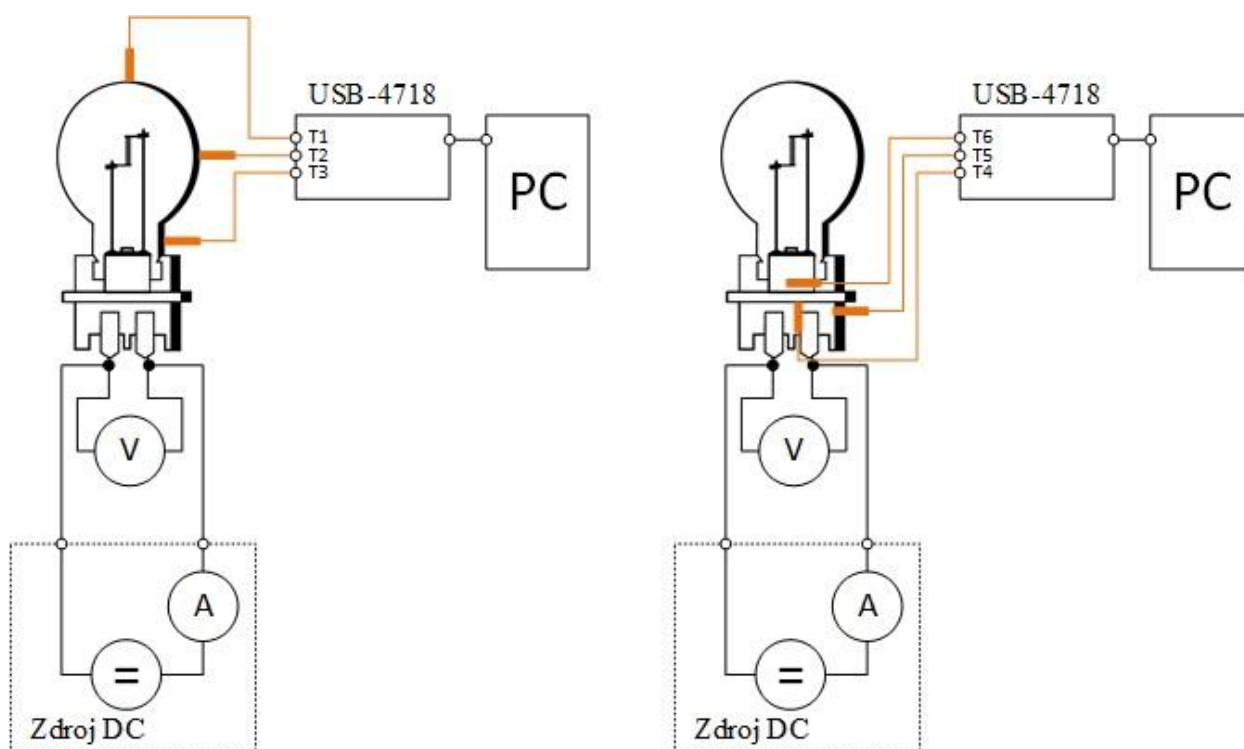 USB-4718
T1
T2
T3
PC
V
A
=
Zdroj DC
USB-4718
T6
T5
T4
PC
V
A
=
Zdroj DC